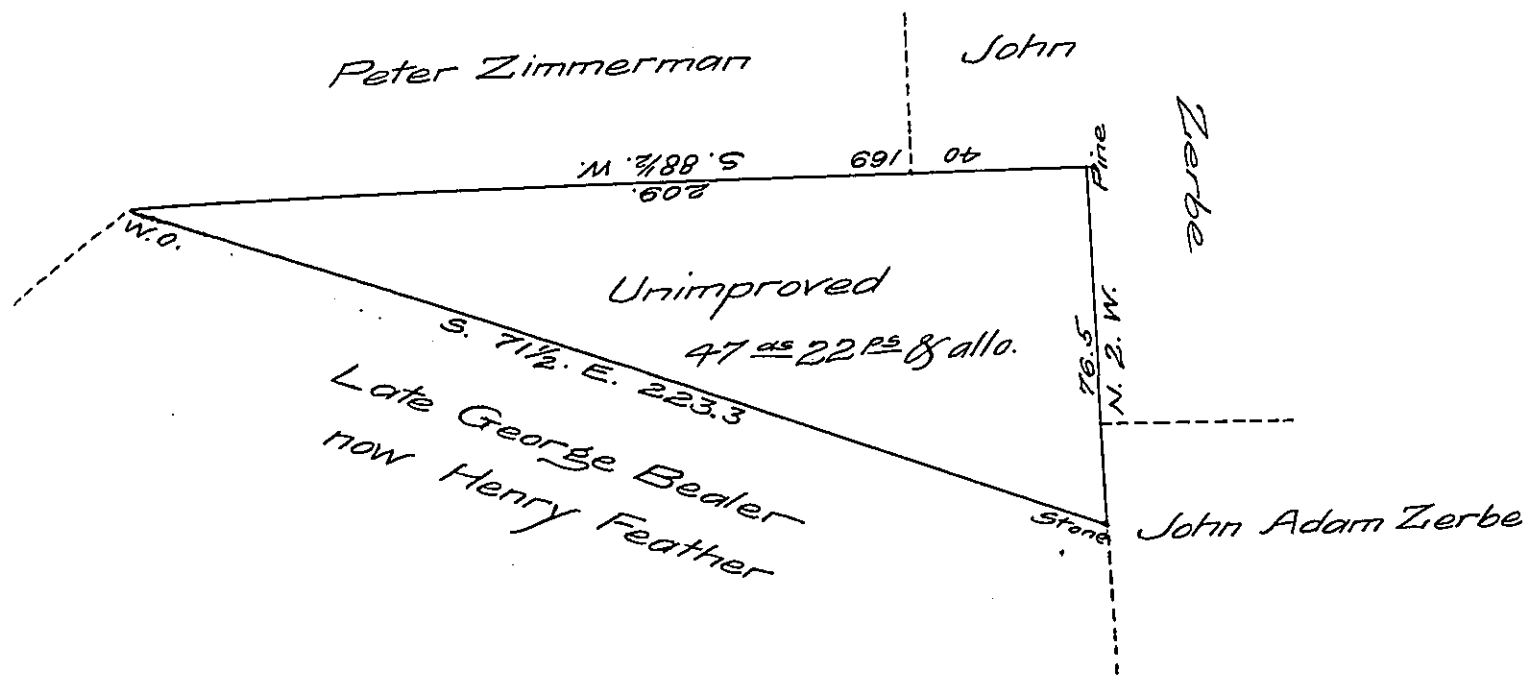 Peter Zimmerman
John
Zerbe
S. 88½. W. 169 40
209.
Pine
W.O.
Unimproved
47 as 22 ps & allo.
76.5
N. 2. W.
S. 71½. E. 223.3
Late George Bealer
now Henry Feather
Stone
John Adam Zerbe